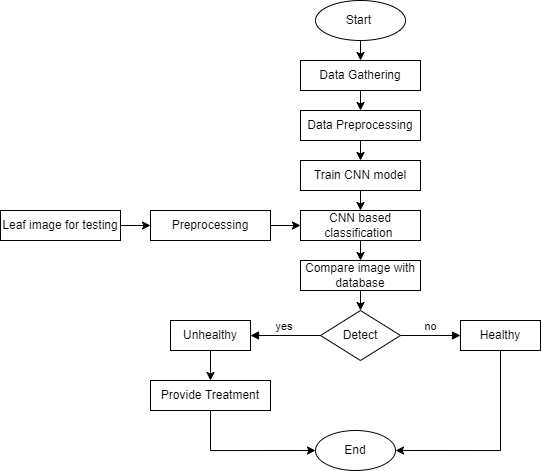 Start
Data Gathering
Data Preprocessing
Train CNN model
Leaf image for testing
Preprocessing
CNN based
classification
Compare image with
database
Unhealthy
yes
Detect
no
Healthy
Provide Treatment
End